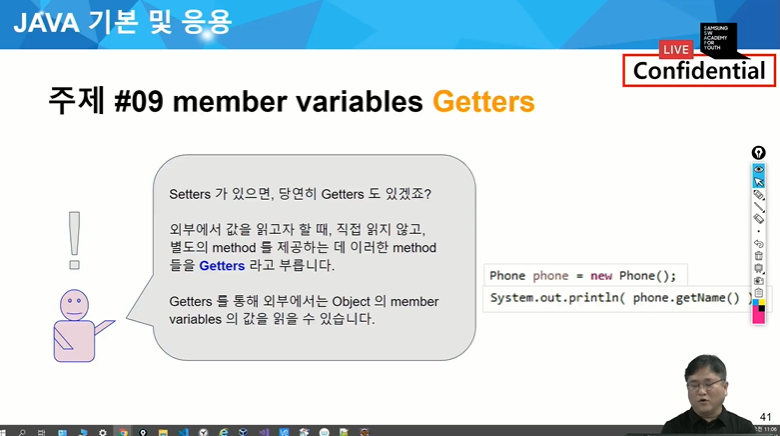 JAVA 기본 및 응용
SAMSUNG
SW
ACADEMY
FOR
YOUTH
LIVE
Confidential
주제 #09 member variables Getters
Setters 가 있으면, 당연히 Getters 도 있겠죠?
외부에서 값을 읽고자 할 때, 직접 읽지 않고,
별도의 method 를 제공하는 데 이러한 method
들을 Getters 라고 부릅니다.
Getters 를 통해 외부에서는 Object 의 member
variables 의 값을 읽을 수 있습니다.
!
Phone phone = new Phone();
System.out.println( phone.getName() )
41
11:06